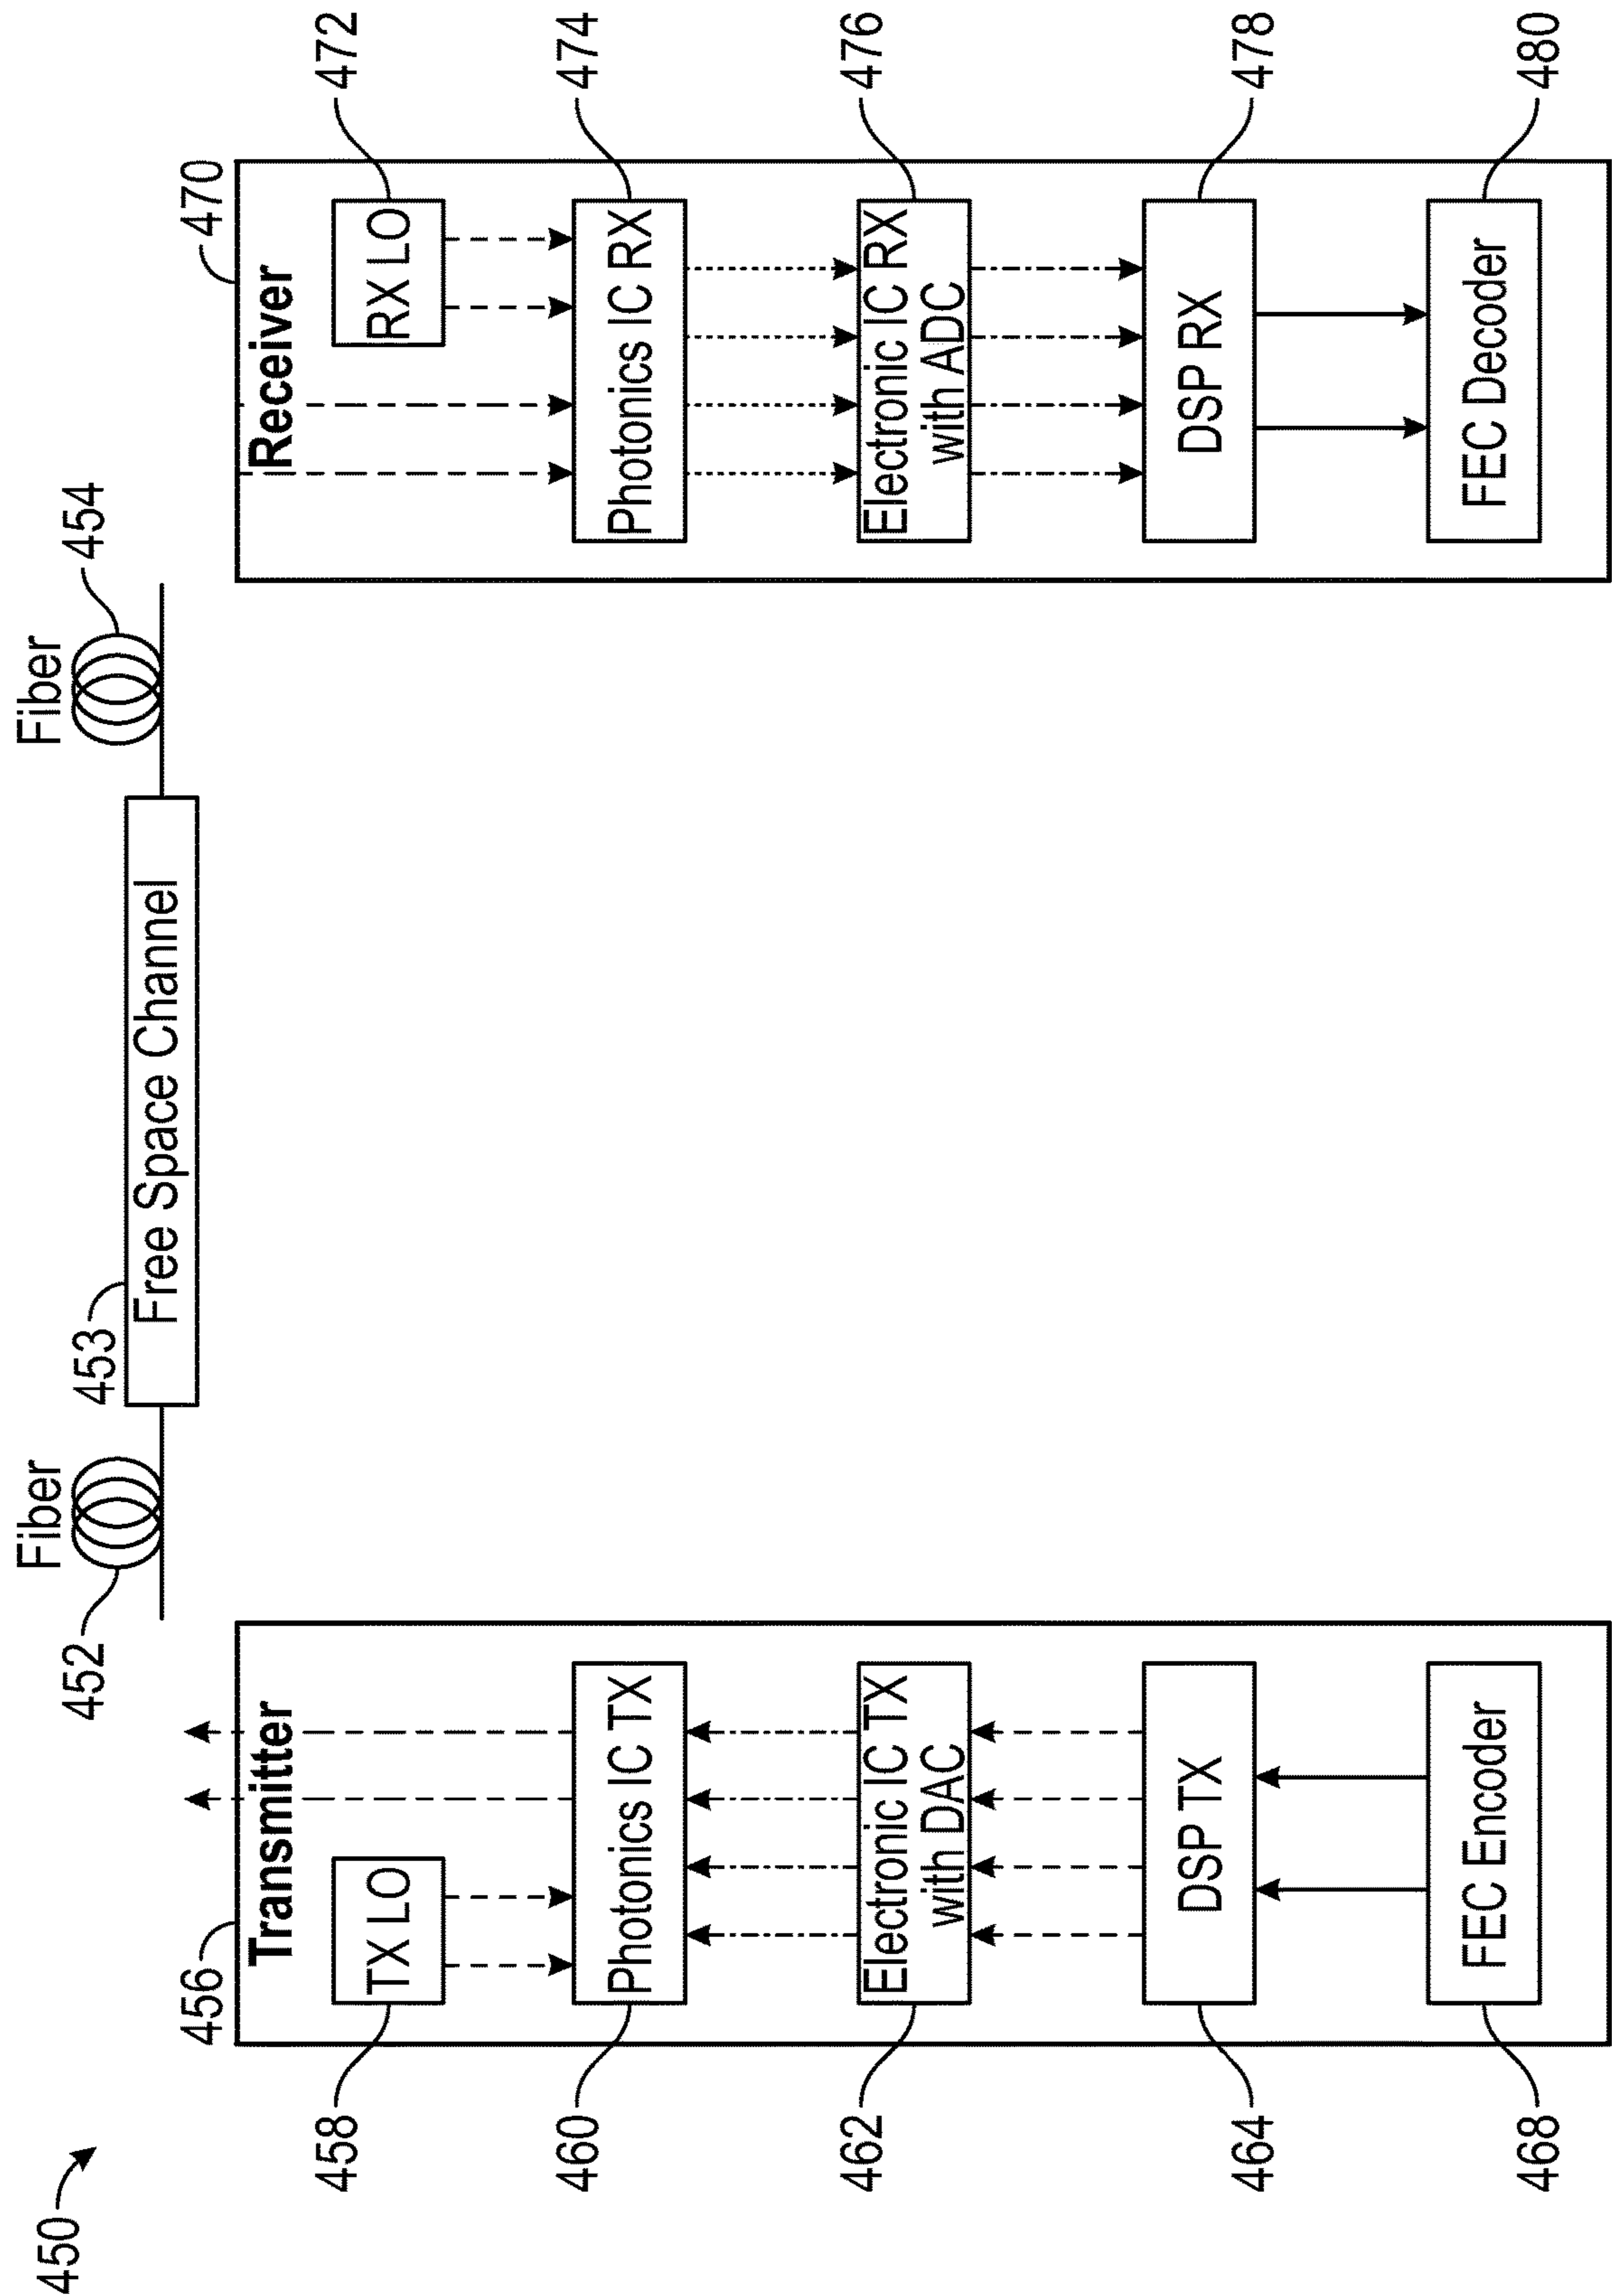 450
Fiber
452
453
Free Space Channel
Fiber
454
456
Transmitter
458
TX LO
460
Photonics IC TX
462
Electronic IC TX
with DAC
464
DSP TX
468
FEC Encoder
470
Receiver
RX LO
472
Photonics IC RX
474
Electronic IC RX
with ADC
476
DSP RX
478
FEC Decoder
480